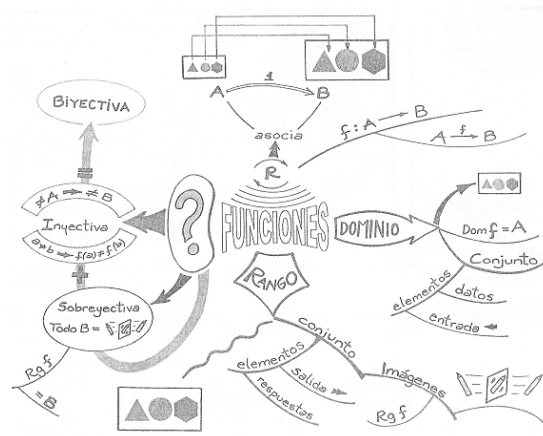 1
A B
asocia
R
f : A → B
A f→ B
BIYECTIVA
≠ A ⇒ ≠ B
Inyectiva
a ≠ b ⇒ f(a) ≠ f(b)
+
Sobreyectiva
Todo B =
Rg f
= B
?
FUNCIONES
DOMINIO
Dom f = A
Conjunto
elementos
datos
entrada
RANGO
conjunto
elementos
salida
respuestas
Imágenes
Rg f